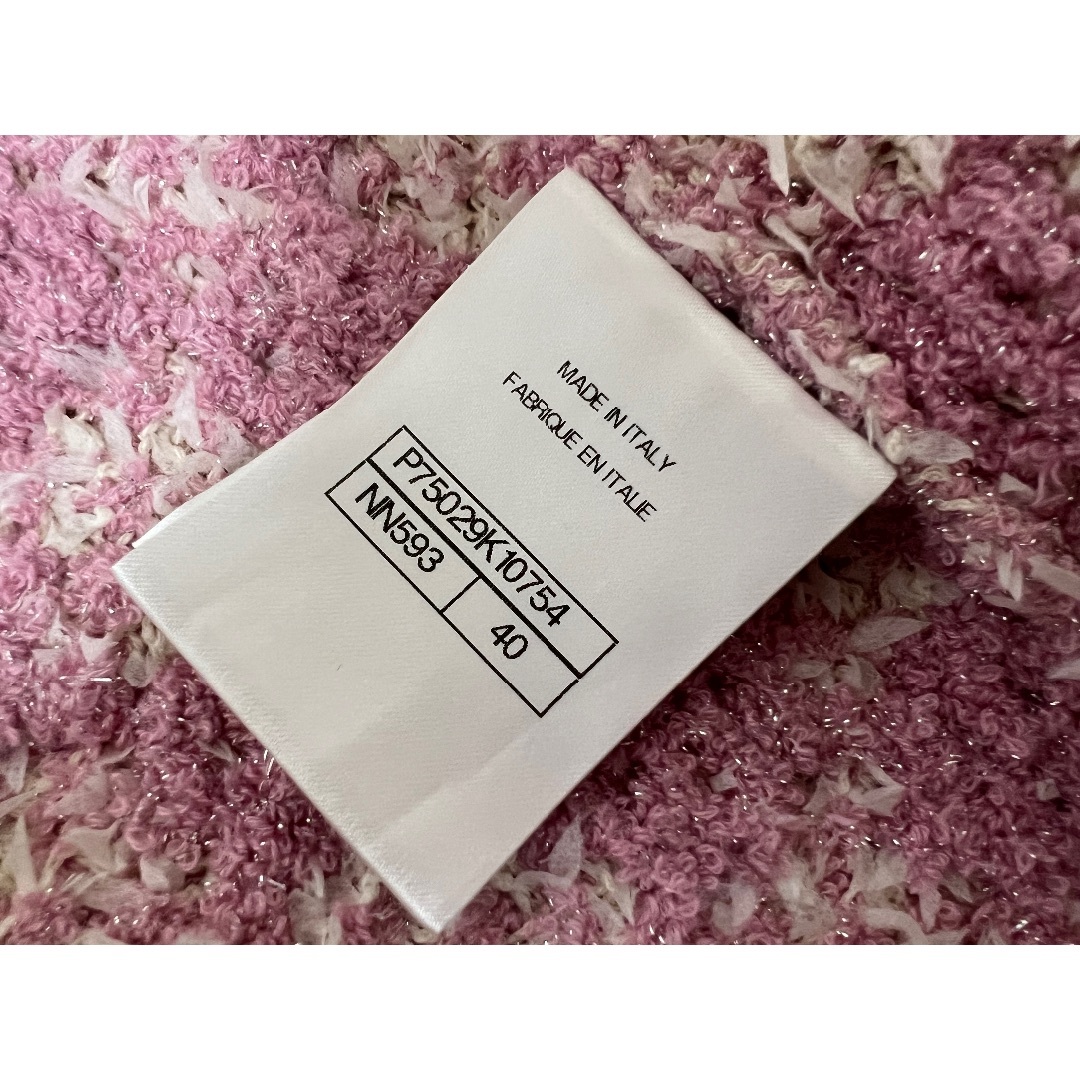 MADE IN ITALY
FABRIQUE EN ITALIE
P75029K10754
NN593 40